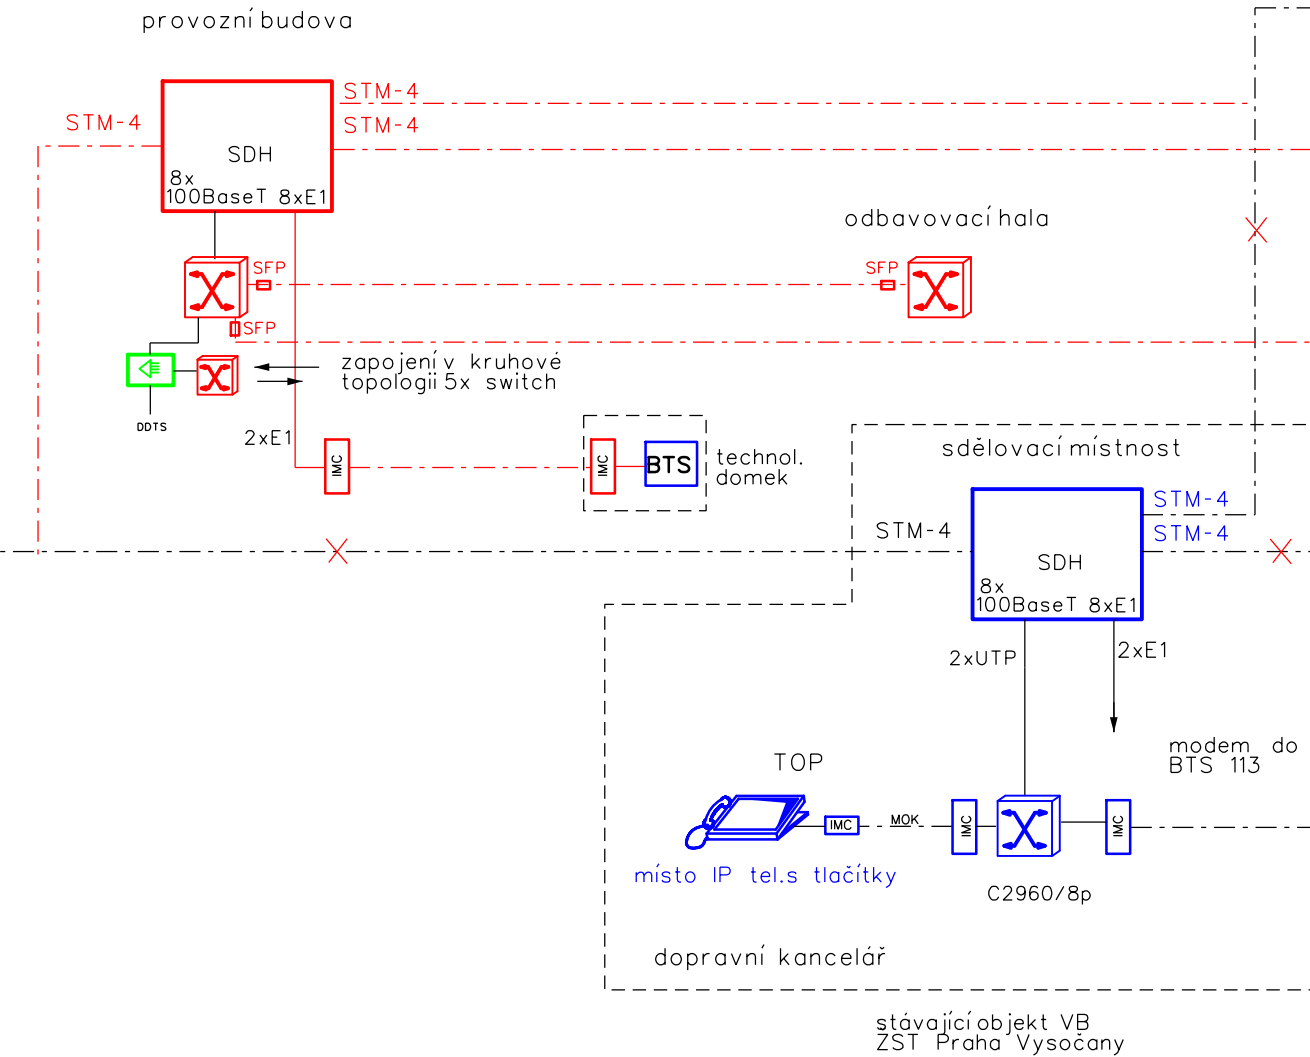 provozní budova
STM-4
STM-4
STM-4
SDH
8x
100BaseT 8xE1
odbavovací hala
SFP
SFP
SFP
zapojení v kruhové
topologii 5x switch
DDTS
2xE1
IMC
IMC
BTS
technol.
domek
sdělovací místnost
STM-4
STM-4
STM-4
SDH
8x
100BaseT 8xE1
2xUTP
2xE1
modem do
BTS 113
TOP
IMC
MOK
IMC
IMC
místo IP tel.s tlačítky
C2960/8p
dopravní kancelář
stávající objekt VB
ŽST Praha Vysočany